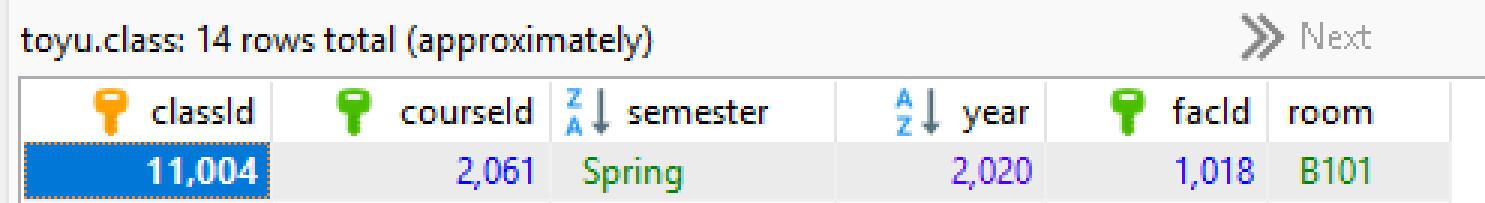 toyu.class: 14 rows total (approximately) Next
classId courseId Z A semester A Z year facId room
11,004 2,061 Spring 2,020 1,018 B101